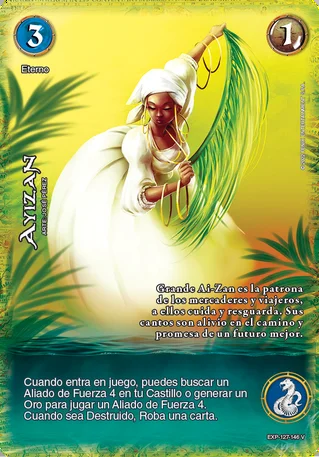 3
1
Eterno
AYIZAN
ARTE: JOSE PÉREZ
Grande Ai-Zan es la patrona
de los mercaderes y viajeros,
a ellos cuida y resguarda. Sus
cantos son alivio en el camino y
promesa de un futuro mejor.
Cuando entra en juego, puedes buscar un
Aliado de Fuerza 4 en tu Castillo o generar un
Oro para jugar un Aliado de Fuerza 4.
Cuando sea Destruido, Roba una carta.
EXP-127-146 V